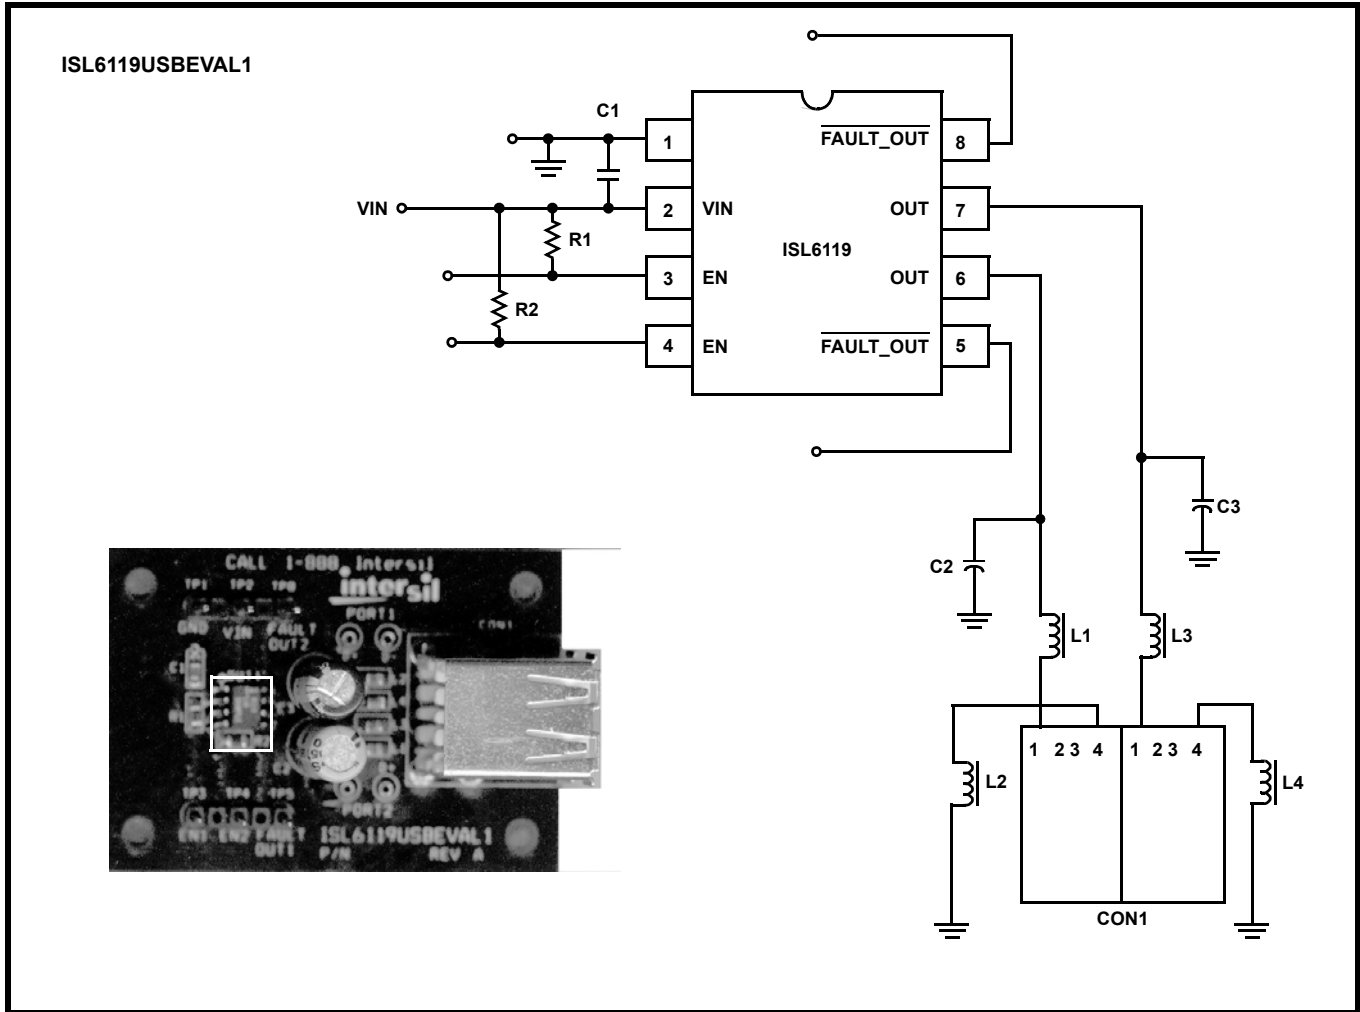 ISL6119USBEVAL1
C1
1
FAULT_OUT
8
VIN
2
VIN
OUT
7
R1
ISL6119
3
EN
OUT
6
R2
4
EN
FAULT_OUT
5
C3
C2
L1
L3
1 2 3 4 1 2 3 4
L2
L4
CON1
CALL 1-888 Intersil
intersil
TP1 TP2
PORT1
GND VIN FAULT
OUT2
CON1
PORT2
TP3 TP4 TP5
EN1 EN2 FAULT
OUT1
ISL6119USBEVAL1
P/N REV A